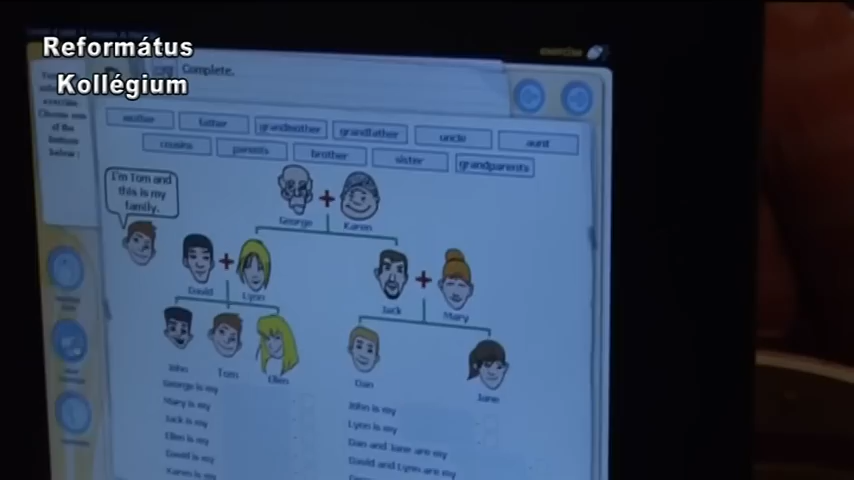 Református
Kollégium
exercise
Complete.
mother father grandmother grandfather uncle aunt
cousins parents brother sister grandparents
I'm Tom and
this is my
family.
George Karen
David Lynn
Jack Mary
John Tom Ellen
Dan Jane
George is my
Mary is my
Jack is my
Ellen is my
David is my
Karen is my
John is my
Lynn is my
Dan and Jane are my
David and Lynn are my